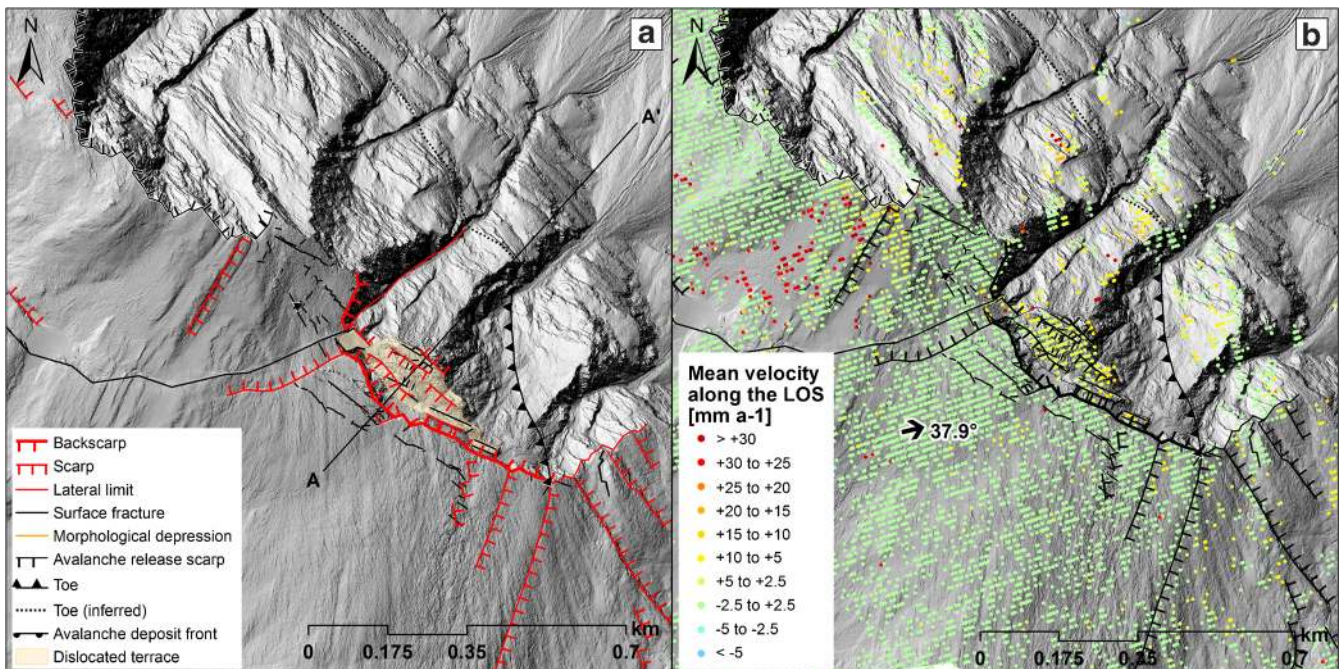 N
a
A'
A
Backscarp
Scarp
Lateral limit
Surface fracture
Morphological depression
Avalanche release scarp
Toe
Toe (inferred)
Avalanche deposit front
Dislocated terrace
km
0 0.175 0.35 0.7
N
b
37.9°
Mean velocity
along the LOS
[mm a-1]
> +30
+30 to +25
+25 to +20
+20 to +15
+15 to +10
+10 to +5
+5 to +2.5
-2.5 to +2.5
-5 to -2.5
< -5
km
0 0.175 0.35 0.7